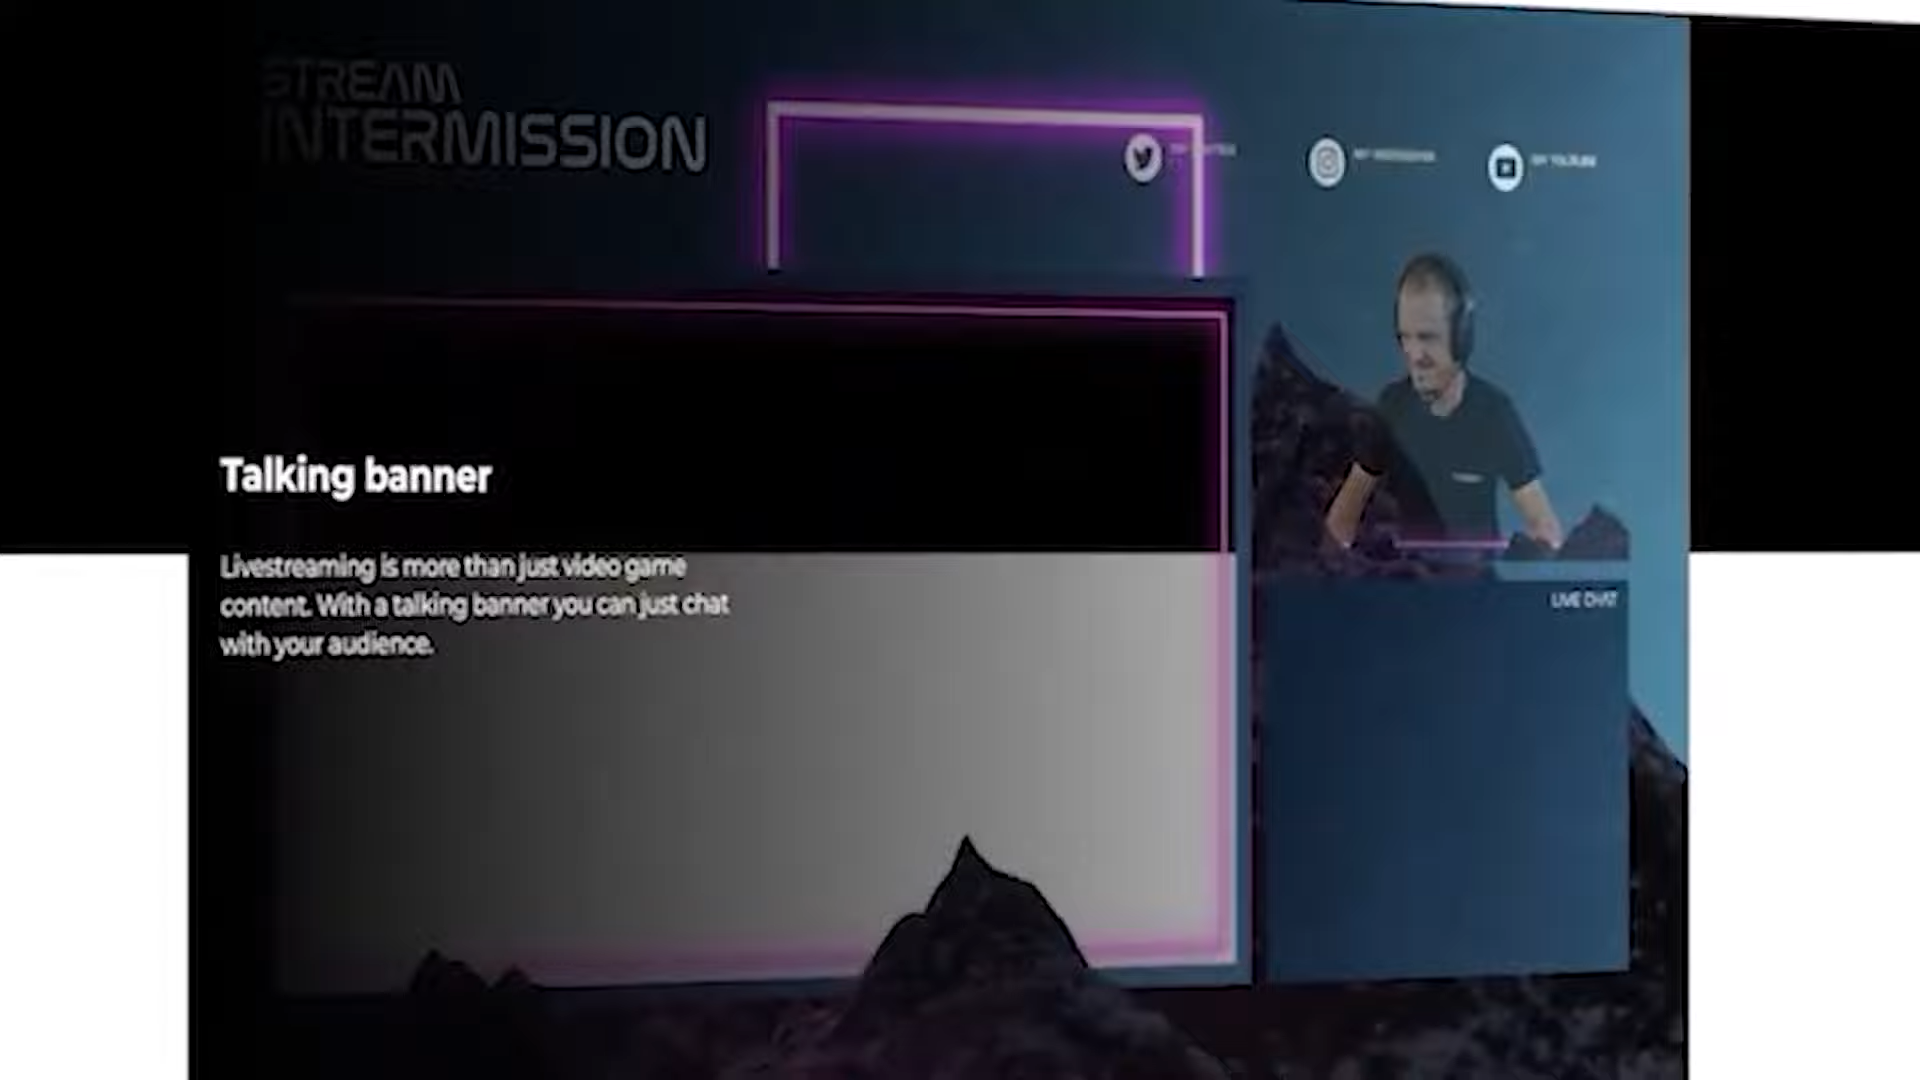 STREAM
INTERMISSION
Talking banner
Livestreaming is more than just video game
content. With a talking banner you can just chat
with your audience.
LIVE CHAT